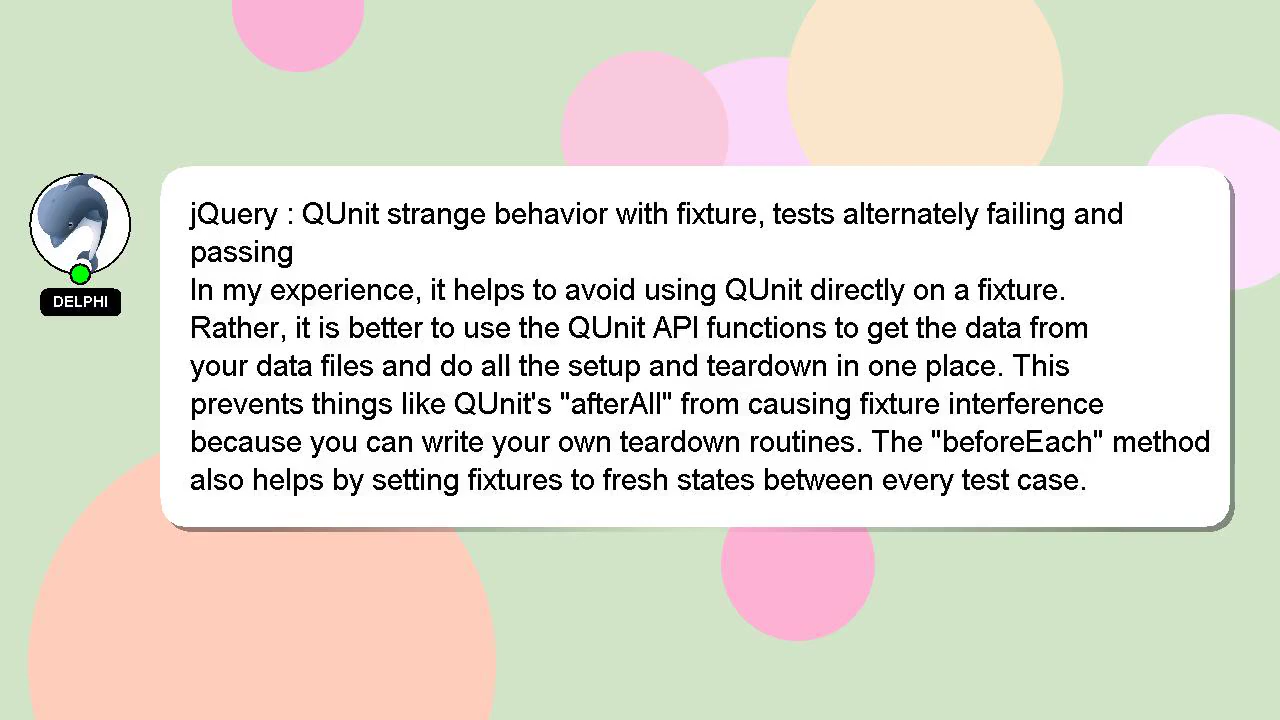 jQuery : QUnit strange behavior with fixture, tests alternately failing and
passing
In my experience, it helps to avoid using QUnit directly on a fixture.
Rather, it is better to use the QUnit API functions to get the data from
your data files and do all the setup and teardown in one place. This
prevents things like QUnit's "afterAll" from causing fixture interference
because you can write your own teardown routines. The "beforeEach" method
also helps by setting fixtures to fresh states between every test case.
DELPHI